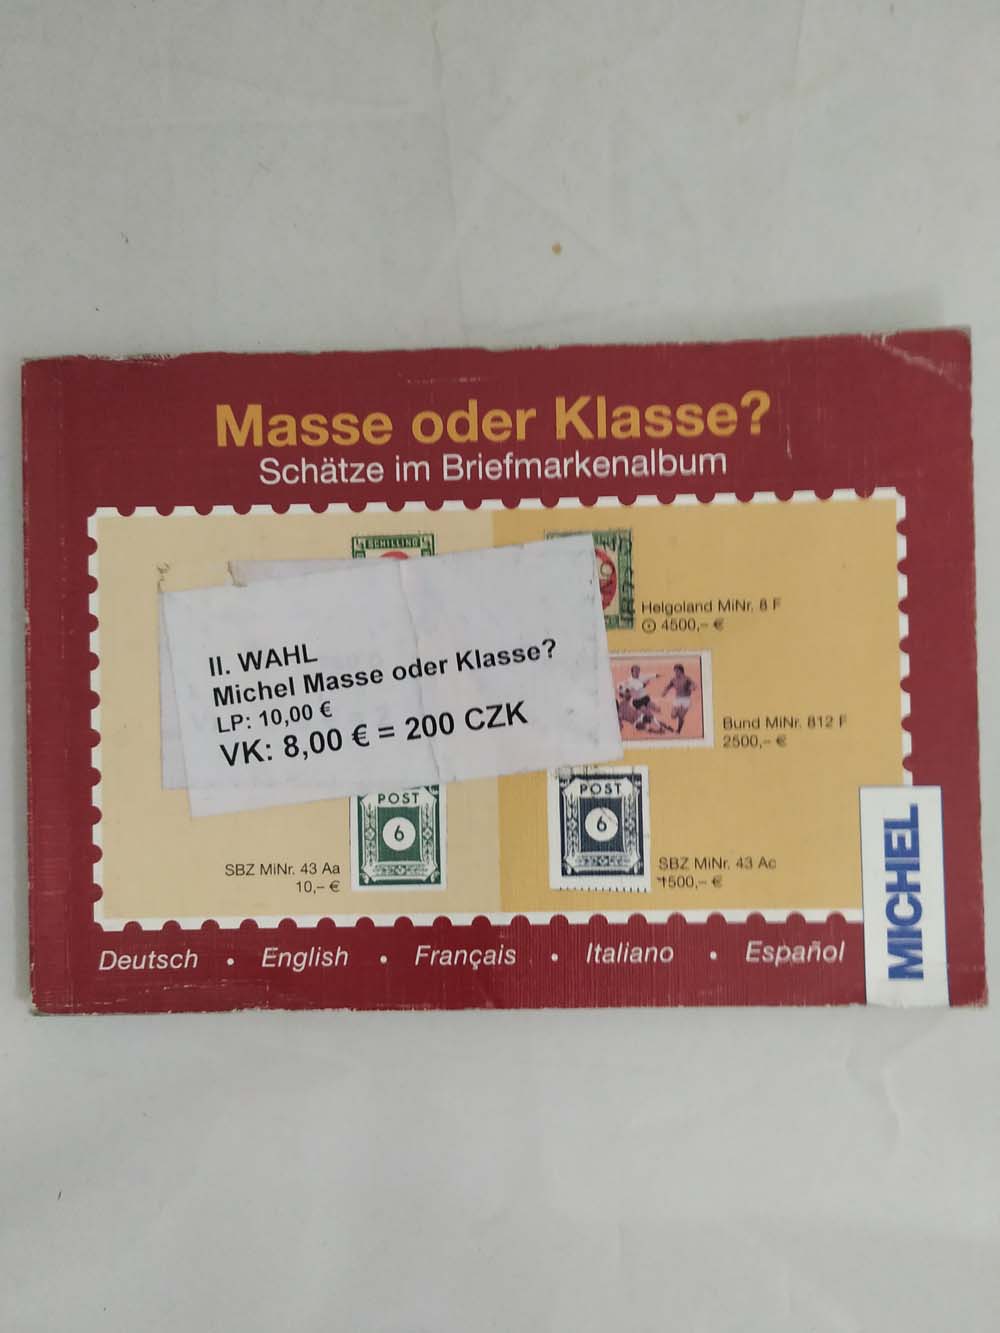 Masse oder Klasse?
Schätze im Briefmarkenalbum
SCHILLING
Helgoland MiNr. 8 F
⊙ 4500,– €
II. WAHL
Michel Masse oder Klasse?
LP: 10,00 €
VK: 8,00 € = 200 CZK
Bund MiNr. 812 F
2500,– €
POST
6
SBZ MiNr. 43 Aa
10,– €
POST
6
SBZ MiNr. 43 Ac
1500,– €
MICHEL
Deutsch • English • Français • Italiano • Español